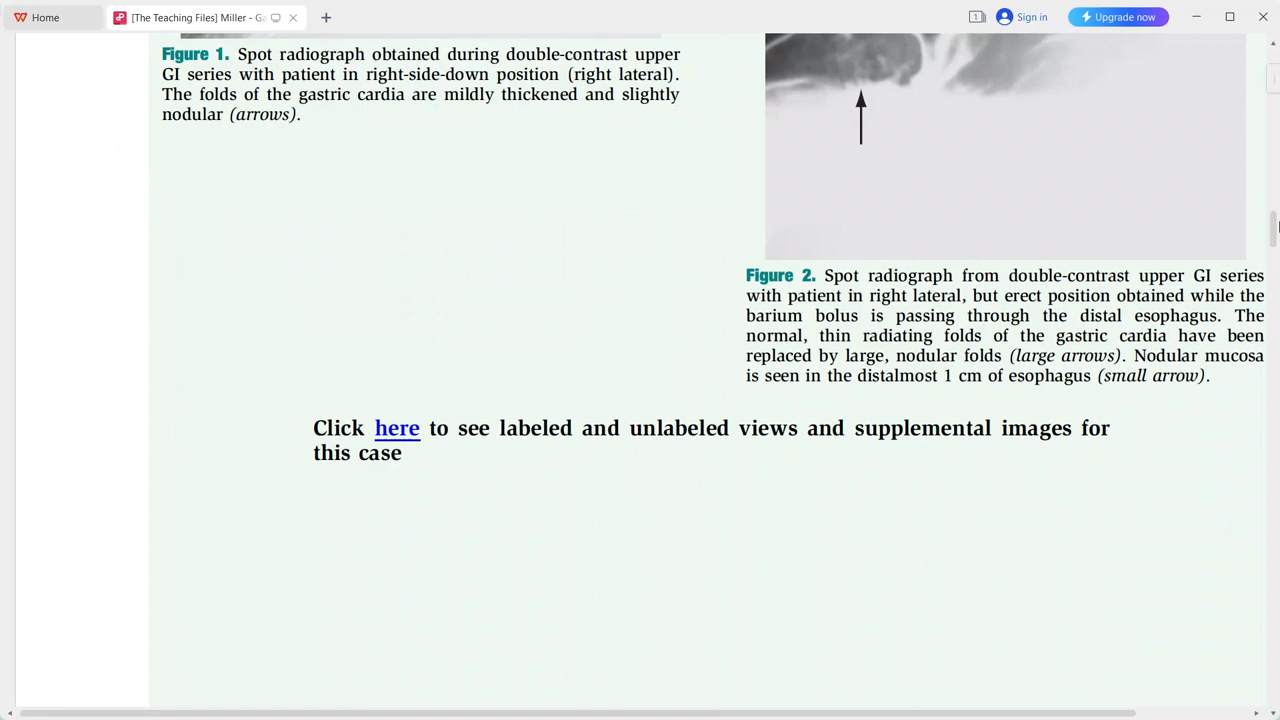 Home
[The Teaching Files] Miller - Ga
1
Sign in
Upgrade now
Figure 1. Spot radiograph obtained during double-contrast upper
GI series with patient in right-side-down position (right lateral).
The folds of the gastric cardia are mildly thickened and slightly
nodular (arrows).
Figure 2. Spot radiograph from double-contrast upper GI series
with patient in right lateral, but erect position obtained while the
barium bolus is passing through the distal esophagus. The
normal, thin radiating folds of the gastric cardia have been
replaced by large, nodular folds (large arrows). Nodular mucosa
is seen in the distalmost 1 cm of esophagus (small arrow).
Click here to see labeled and unlabeled views and supplemental images for
this case